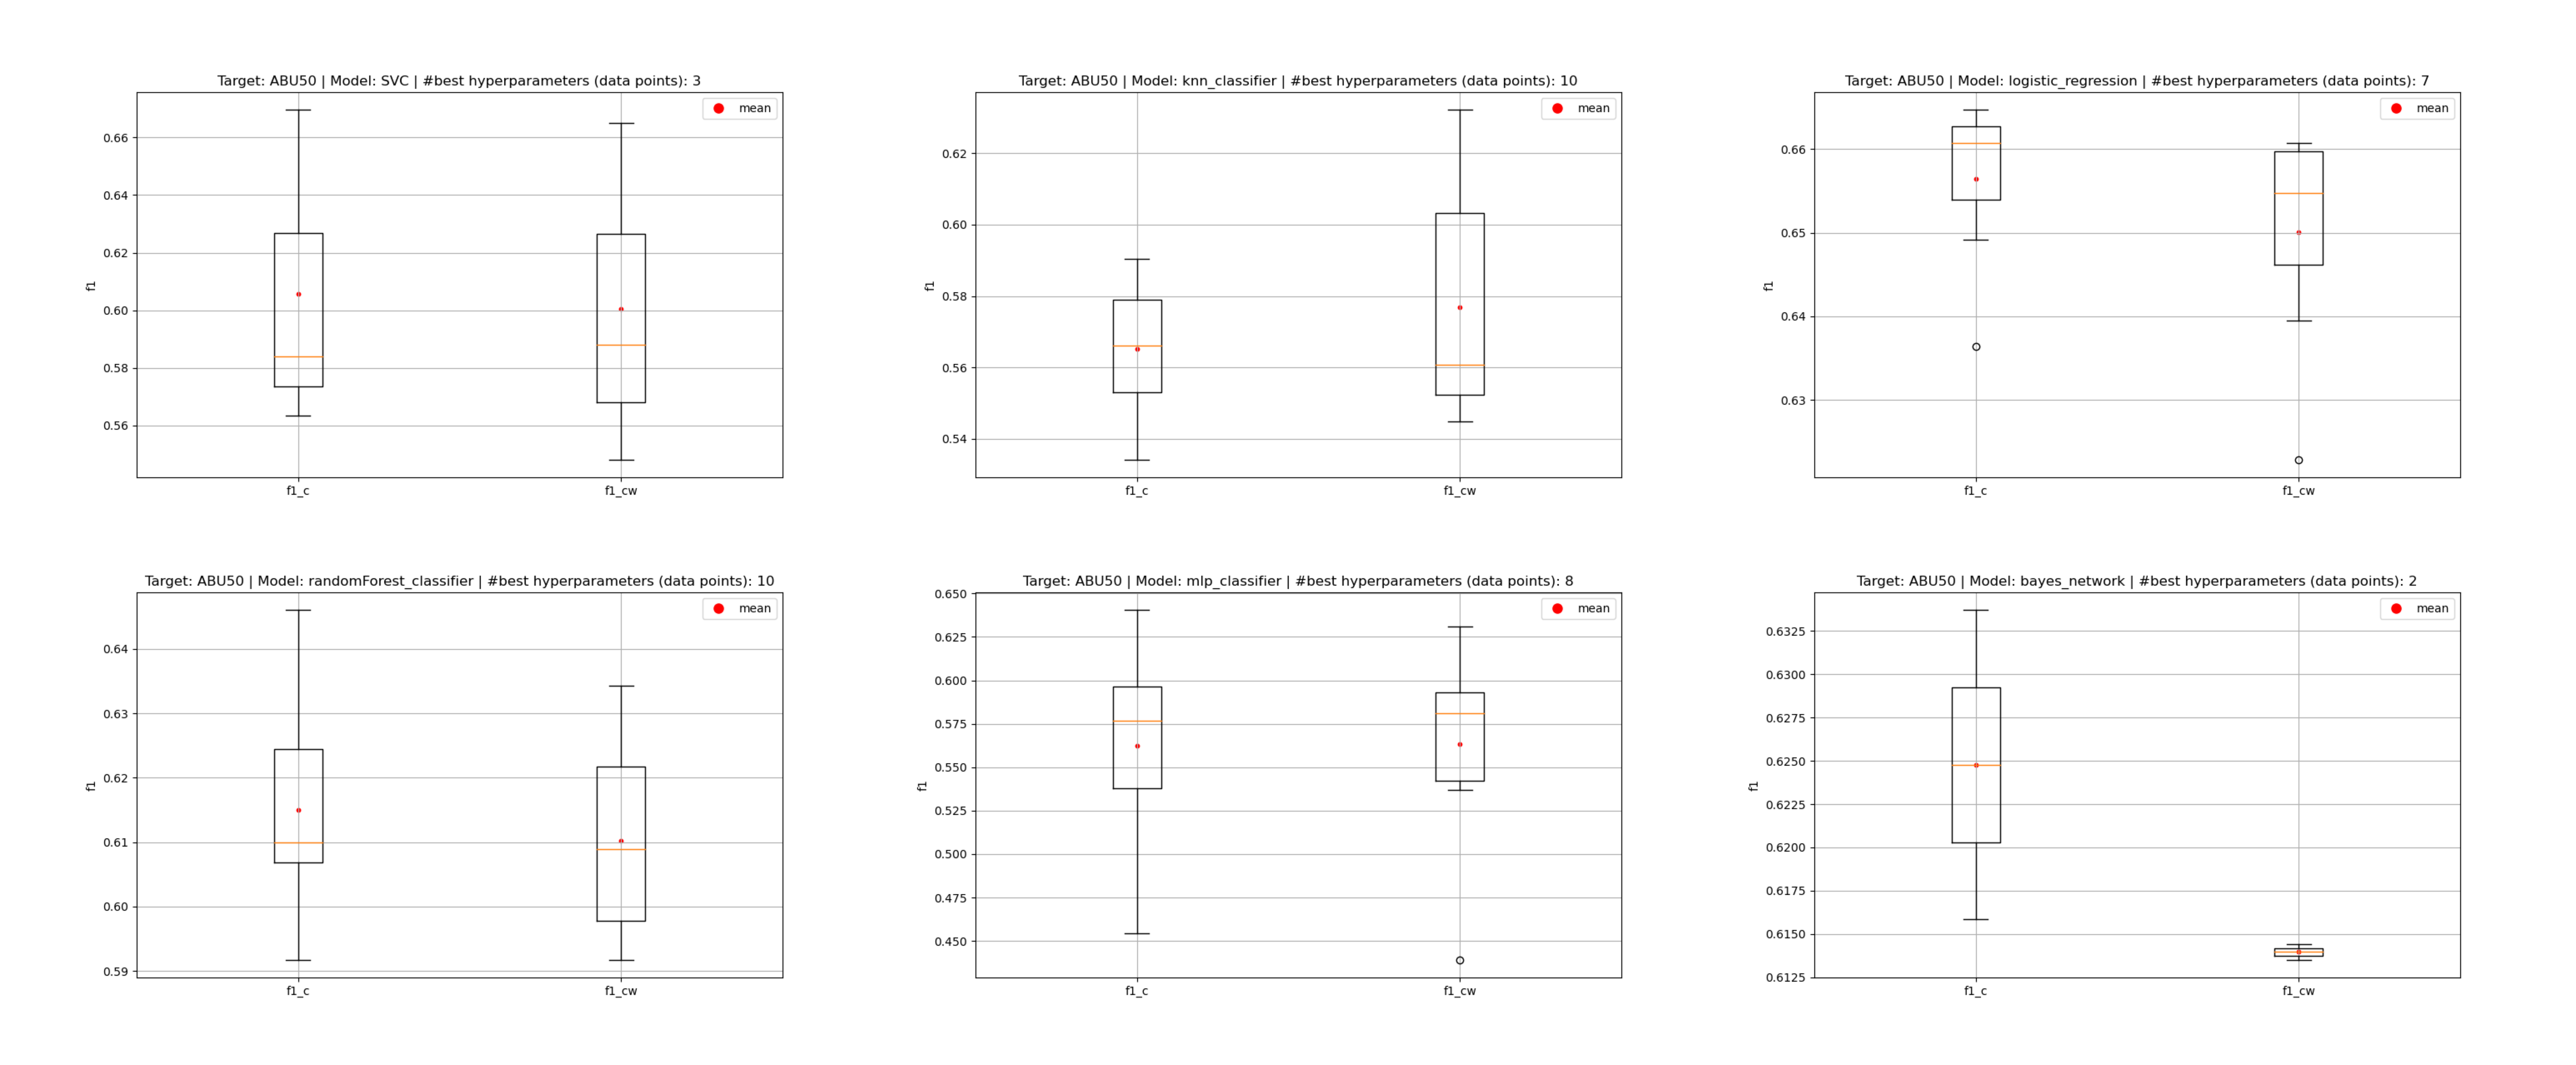 Target: ABU50 | Model: SVC | #best hyperparameters (data points): 3
mean
0.66
0.64
0.62
0.60
0.58
0.56
f1
f1_c
f1_cw
Target: ABU50 | Model: knn_classifier | #best hyperparameters (data points): 10
mean
0.62
0.60
0.58
0.56
0.54
f1
f1_c
f1_cw
Target: ABU50 | Model: logistic_regression | #best hyperparameters (data points): 7
mean
0.66
0.65
0.64
0.63
f1
f1_c
f1_cw
Target: ABU50 | Model: randomForest_classifier | #best hyperparameters (data points): 10
mean
0.64
0.63
0.62
0.61
0.60
0.59
f1
f1_c
f1_cw
Target: ABU50 | Model: mlp_classifier | #best hyperparameters (data points): 8
mean
0.650
0.625
0.600
0.575
0.550
0.525
0.500
0.475
0.450
f1
f1_c
f1_cw
Target: ABU50 | Model: bayes_network | #best hyperparameters (data points): 2
mean
0.6325
0.6300
0.6275
0.6250
0.6225
0.6200
0.6175
0.6150
0.6125
f1
f1_c
f1_cw